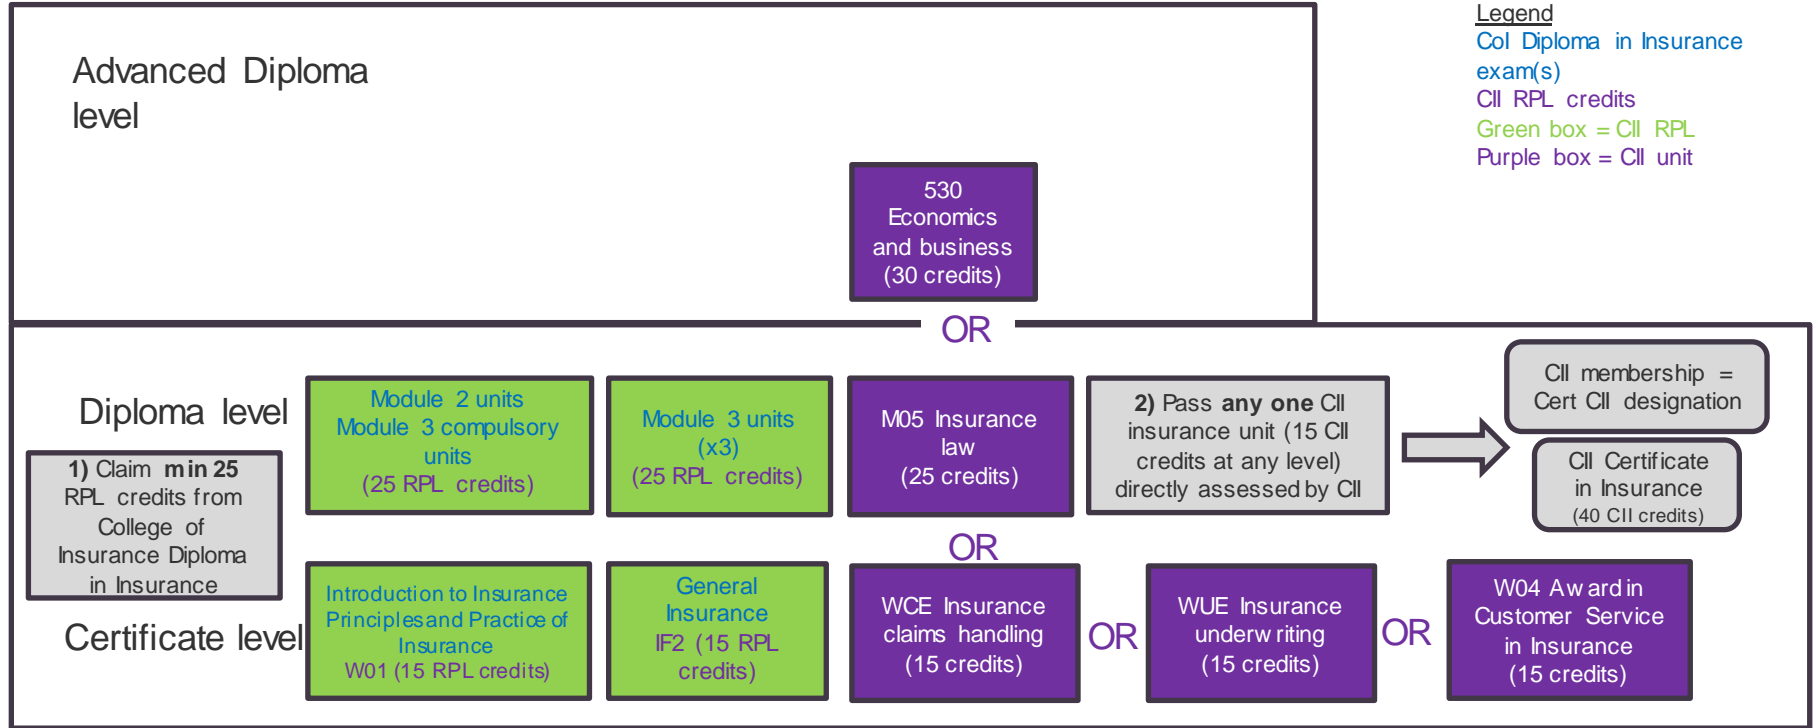 Advanced Diploma
level
Legend
CoI Diploma in Insurance
exam(s)
CII RPL credits
Green box = CII RPL
Purple box = CII unit
530
Economics
and business
(30 credits)
OR
Diploma level
Module 2 units
Module 3 compulsory
units
(25 RPL credits)
Module 3 units
(x3)
(25 RPL credits)
M05 Insurance
law
(25 credits)
2) Pass any one CII
insurance unit (15 CII
credits at any level)
directly assessed by CII
CII membership =
Cert CII designation
CII Certificate
in Insurance
(40 CII credits)
1) Claim min 25
RPL credits from
College of
Insurance Diploma
in Insurance
OR
Certificate level
Introduction to Insurance
Principles and Practice of
Insurance
W01 (15 RPL credits)
General
Insurance
IF2 (15 RPL
credits)
WCE Insurance
claims handling
(15 credits)
OR
WUE Insurance
underwriting
(15 credits)
OR
W04 Award in
Customer Service
in Insurance
(15 credits)